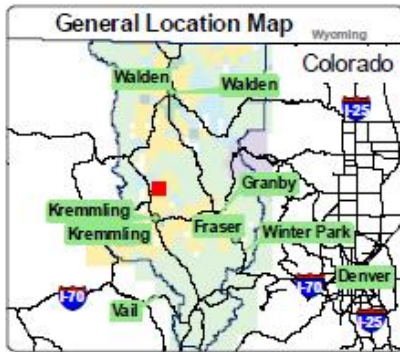 General Location Map
Wyoming
Colorado
Walden
Walden
I-25
Granby
Kremmling
Kremmling
Fraser
Winter Park
Denver
I-70
I-70
Vail
I-25